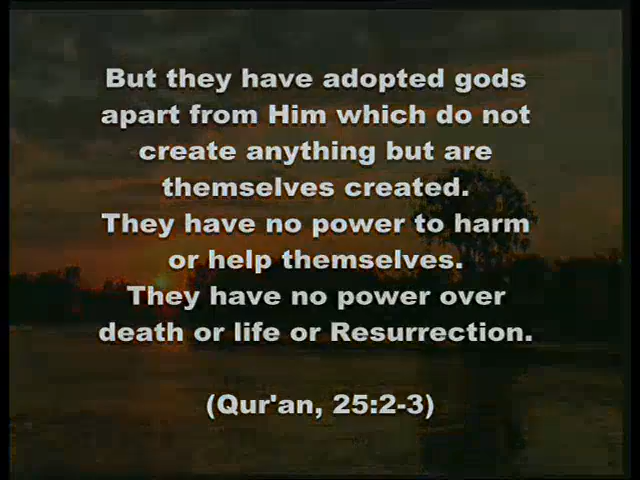 But they have adopted gods
apart from Him which do not
create anything but are
themselves created.
They have no power to harm
or help themselves.
They have no power over
death or life or Resurrection.
(Qur'an, 25:2-3)